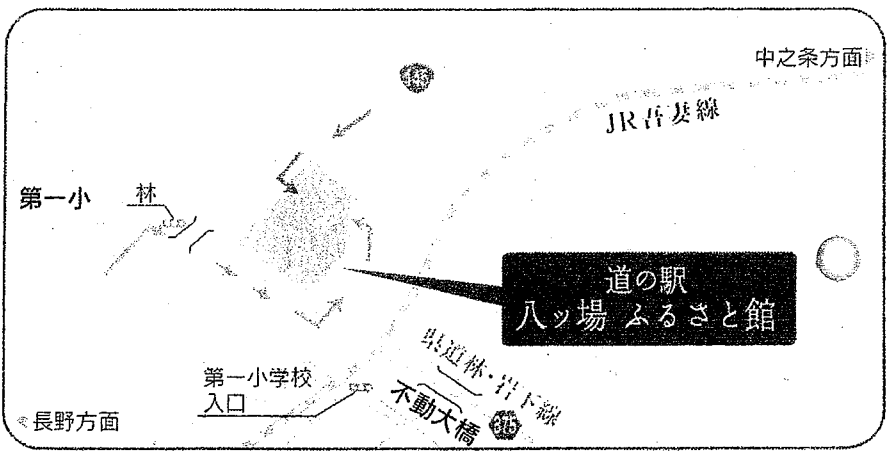 中之条方面
145
JR吾妻線
第一小
林
道の駅
八ッ場 ふるさと館
県道林・岩下線
第一小学校
入口
不動大橋
長野方面